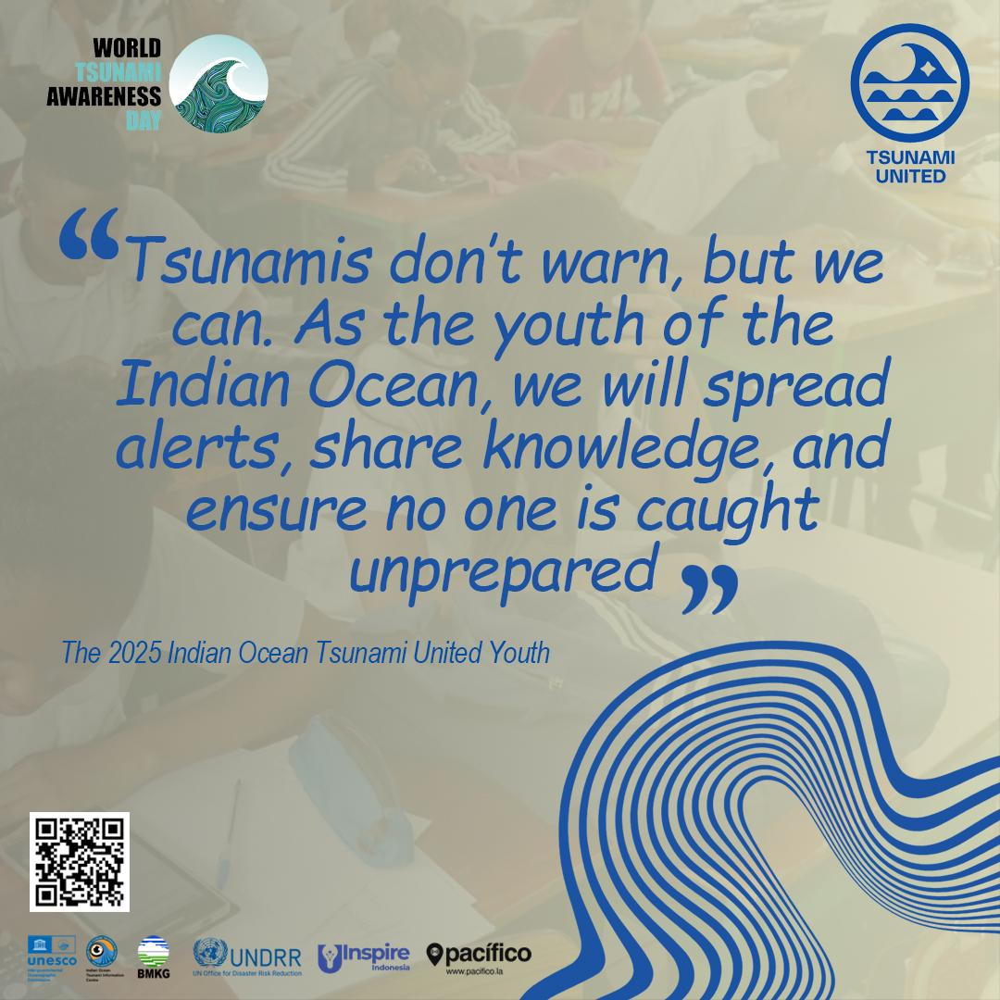 WORLD
TSUNAMI
AWARENESS
DAY
TSUNAMI
UNITED
“Tsunamis don’t warn, but we
can. As the youth of the
Indian Ocean, we will spread
alerts, share knowledge, and
ensure no one is caught
unprepared”
The 2025 Indian Ocean Tsunami United Youth
unesco
Intergovernmental
Oceanographic
Commission
Indian Ocean
Tsunami Information
Centre
BMKG
UNDRR
UN Office for Disaster Risk Reduction
Inspire
Indonesia
pacífico
www.pacifico.la